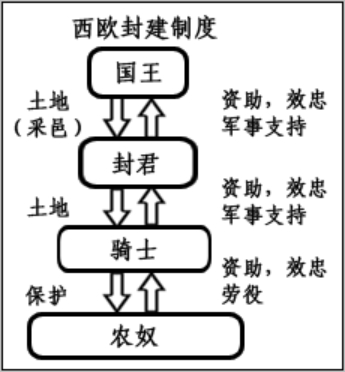 西欧封建制度
国王
土地
（采邑）
资助，效忠
军事支持
封君
土地
资助，效忠
军事支持
骑士
保护
资助，效忠
劳役
农奴